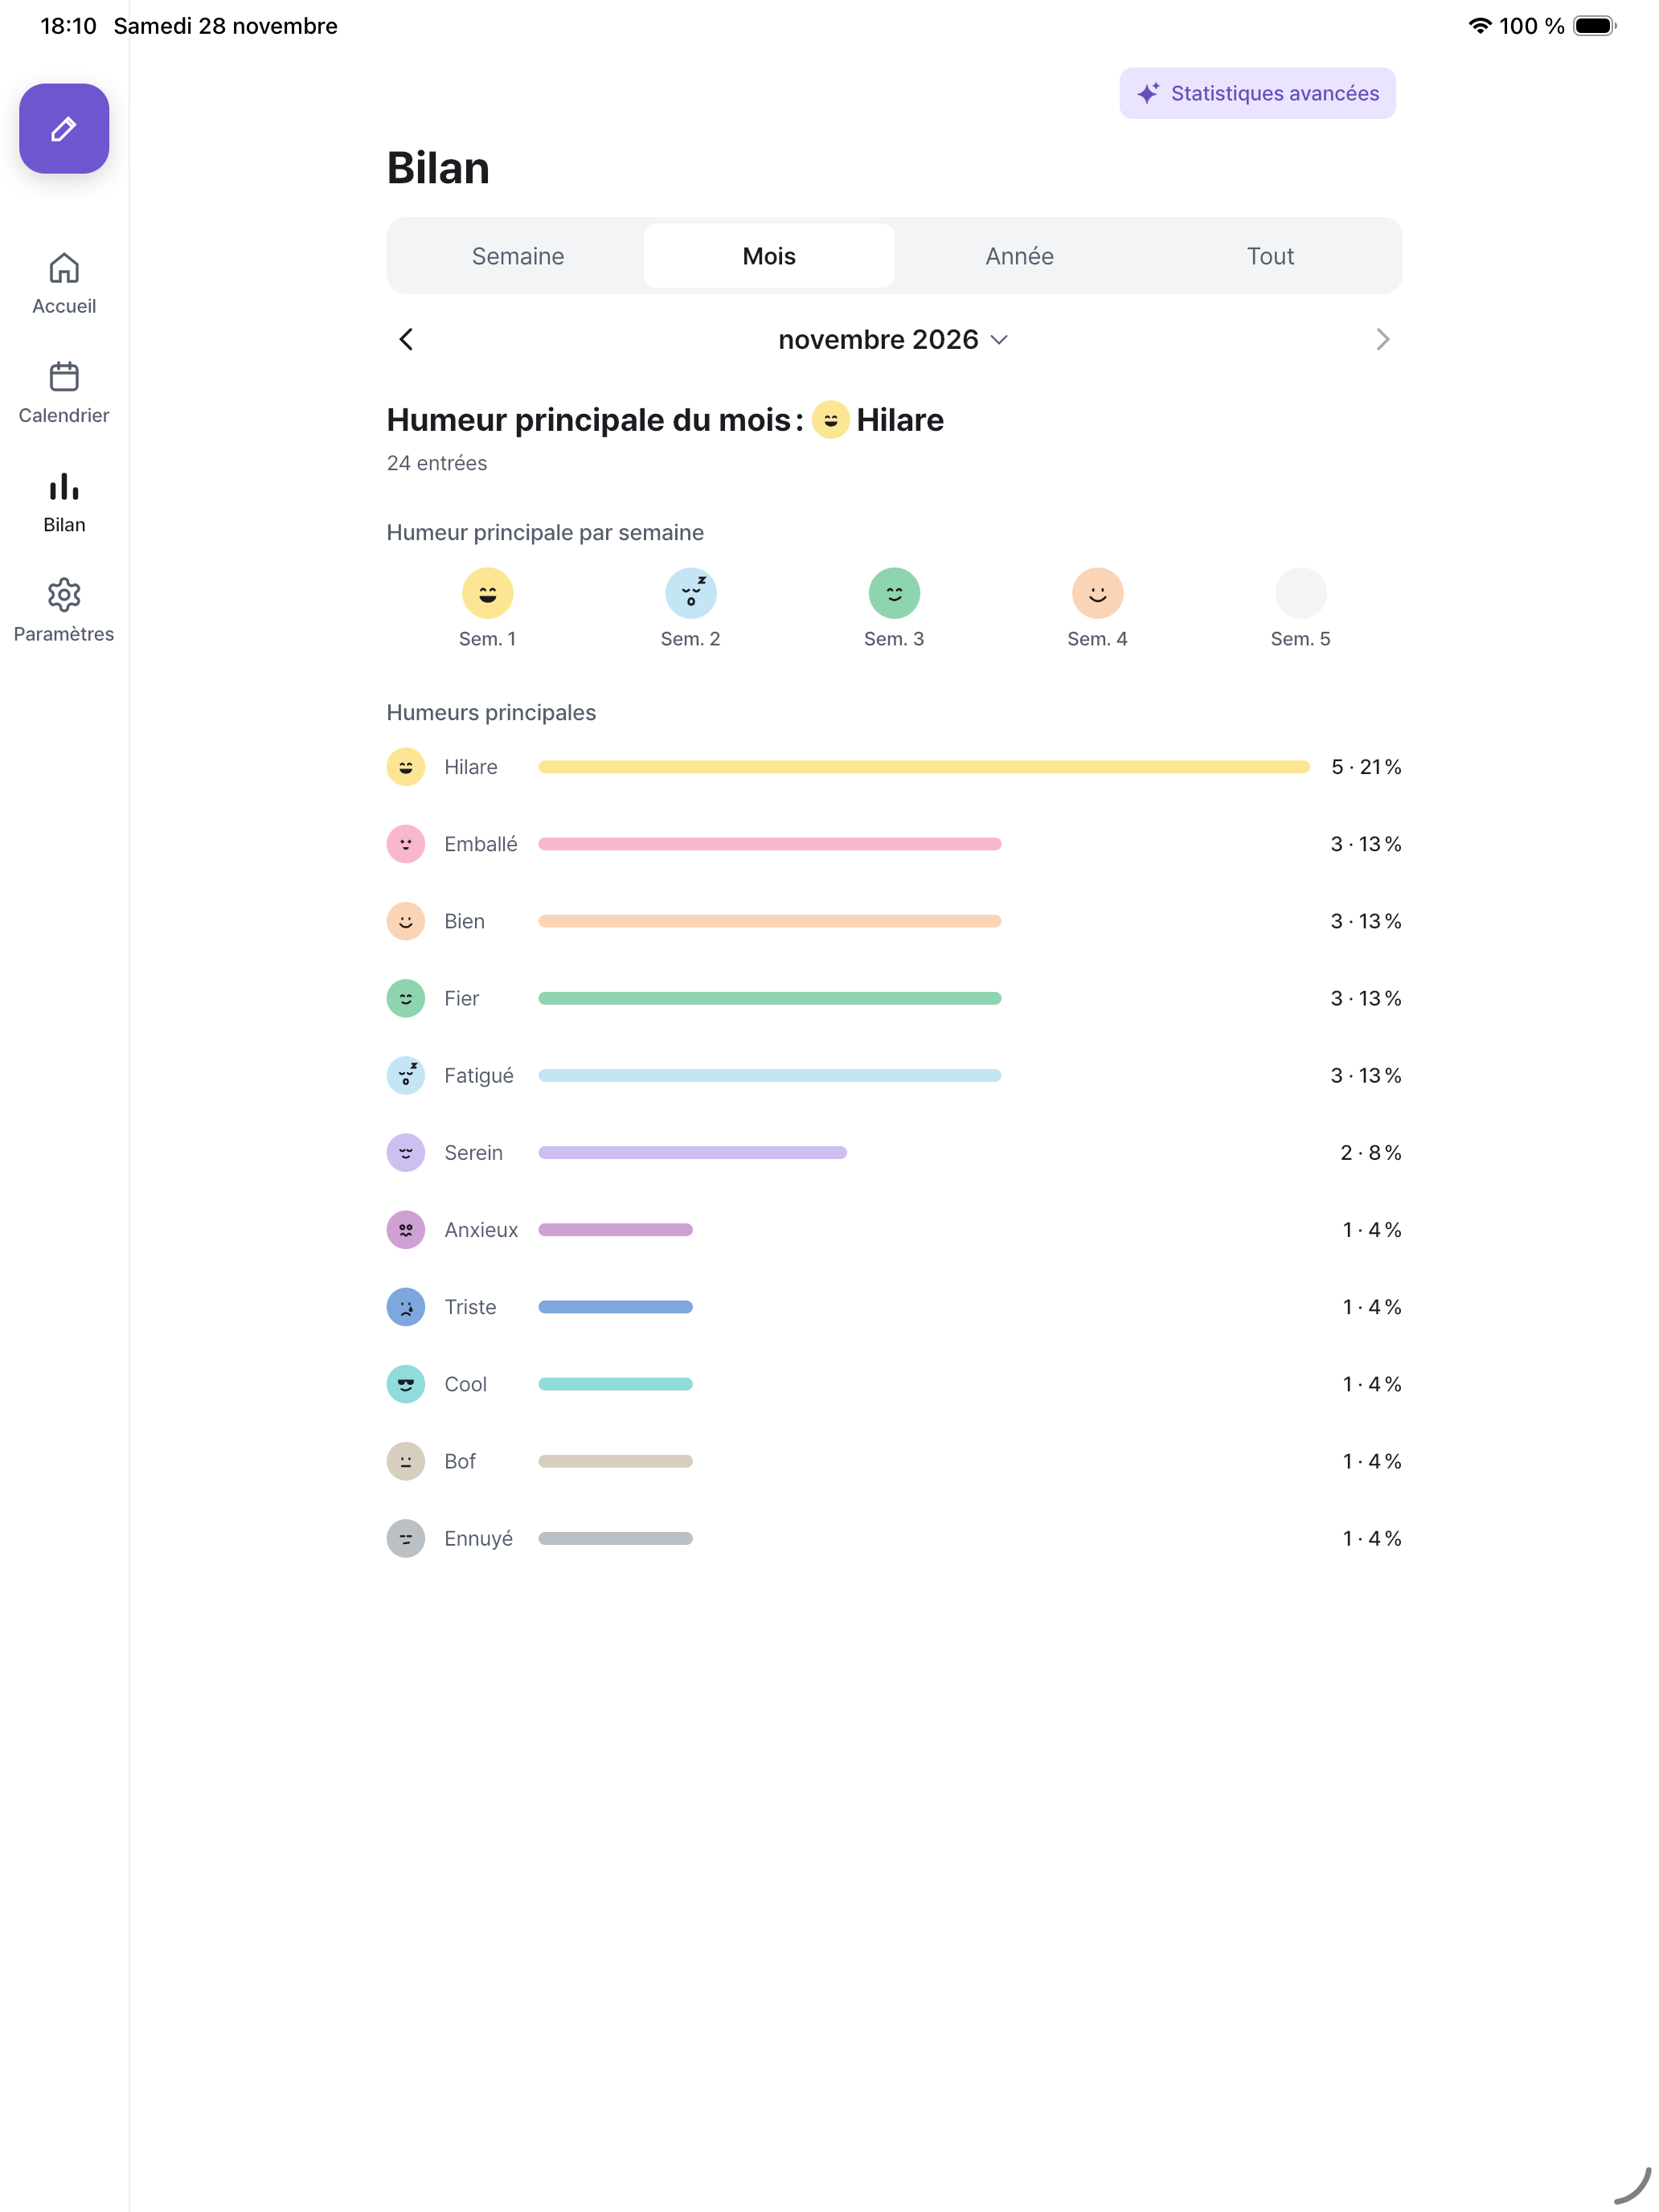 18:10 Samedi 28 novembre
100 %
Statistiques avancées
Bilan
Semaine Mois Année Tout
novembre 2026
Humeur principale du mois : Hilare
24 entrées
Humeur principale par semaine
Sem. 1 Sem. 2 Sem. 3 Sem. 4 Sem. 5
Humeurs principales
Hilare 5 · 21 %
Emballé 3 · 13 %
Bien 3 · 13 %
Fier 3 · 13 %
Fatigué 3 · 13 %
Serein 2 · 8 %
Anxieux 1 · 4 %
Triste 1 · 4 %
Cool 1 · 4 %
Bof 1 · 4 %
Ennuyé 1 · 4 %
Accueil
Calendrier
Bilan
Paramètres